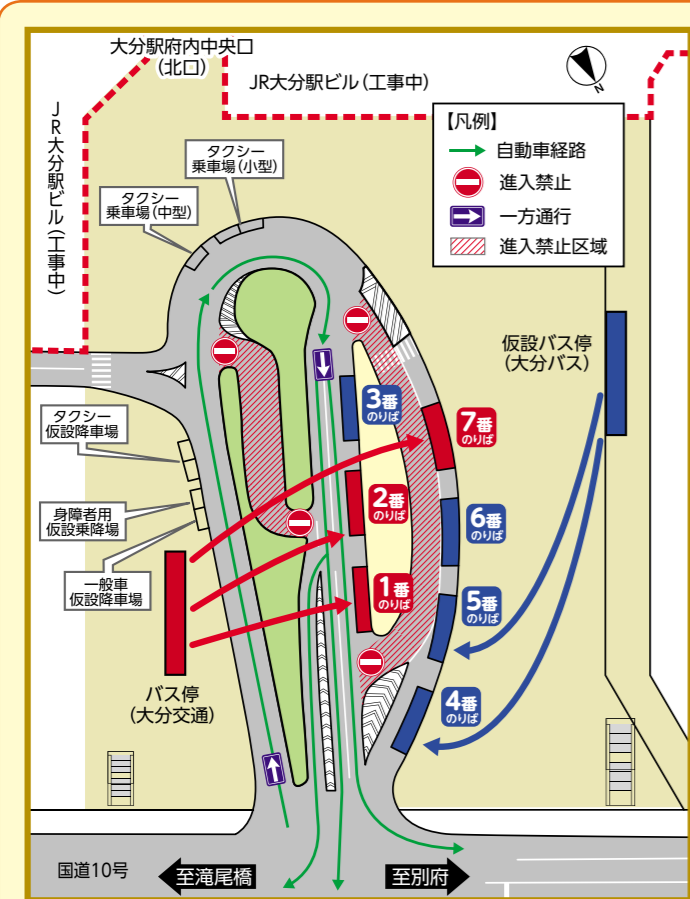 大分駅府内中央口
(北口)
JR大分駅ビル(工事中)
N
JR大分駅ビル(工事中)
【凡例】
自動車経路
進入禁止
一方通行
進入禁止区域
タクシー
乗車場(小型)
タクシー
乗車場(中型)
仮設バス停
(大分バス)
3番
のりば
7番
のりば
タクシー
仮設降車場
2番
のりば
6番
のりば
身障者用
仮設乗降場
一般車
仮設降車場
1番
のりば
5番
のりば
バス停
(大分交通)
4番
のりば
国道10号
至滝尾橋
至別府